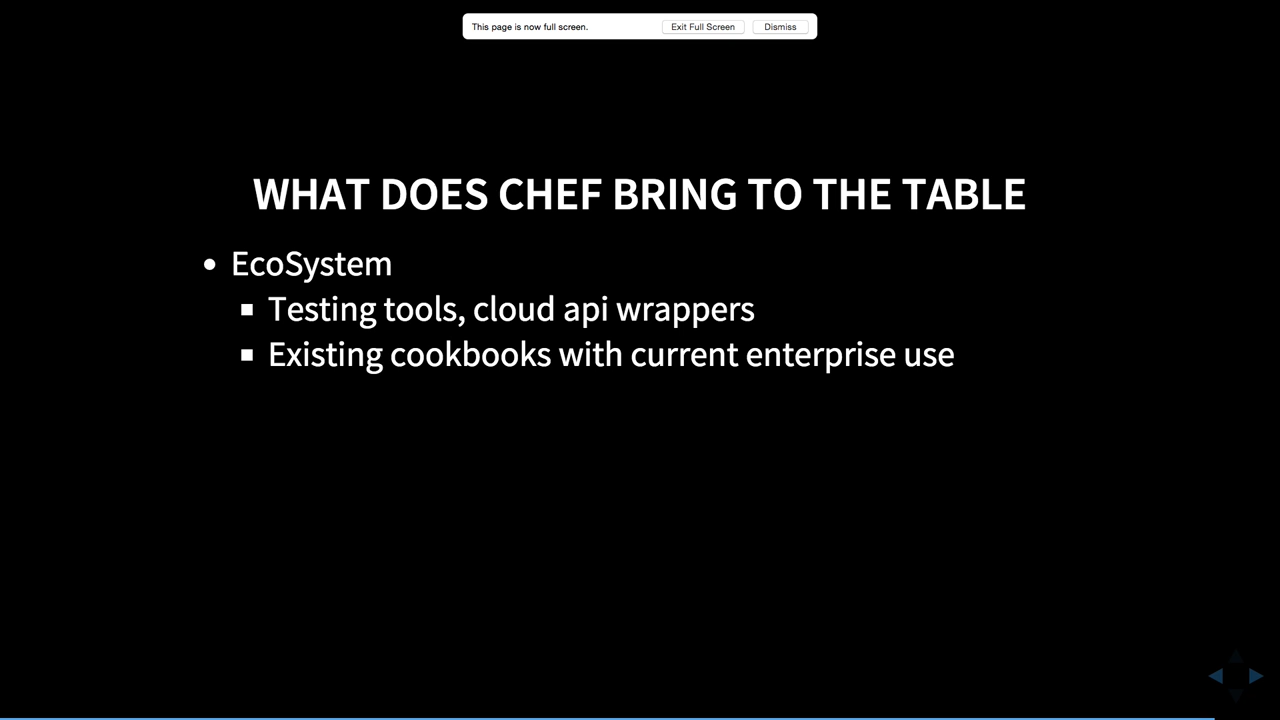 This page is now full screen. Exit Full Screen Dismiss
WHAT DOES CHEF BRING TO THE TABLE
EcoSystem
Testing tools, cloud api wrappers
Existing cookbooks with current enterprise use